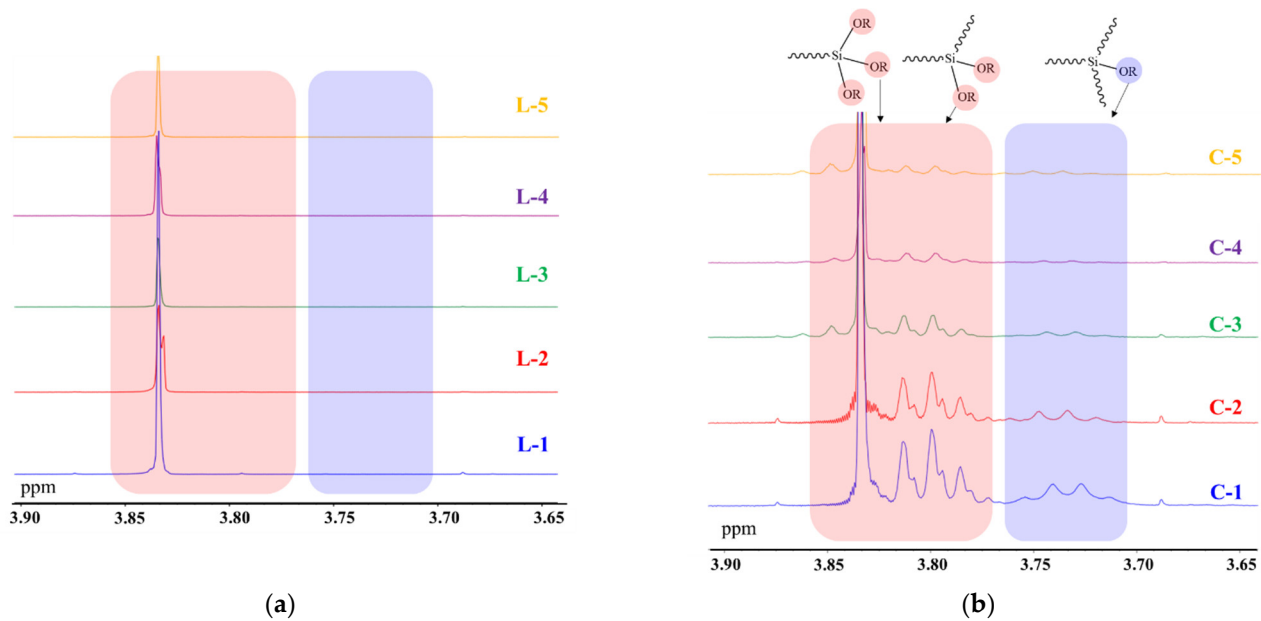 L-5
L-4
L-3
L-2
L-1
ppm
3.90 3.85 3.80 3.75 3.70 3.65
(a)
OR
Si OR
OR
Si OR
OR
Si OR
C-5
C-4
C-3
C-2
C-1
ppm
3.90 3.85 3.80 3.75 3.70 3.65
(b)